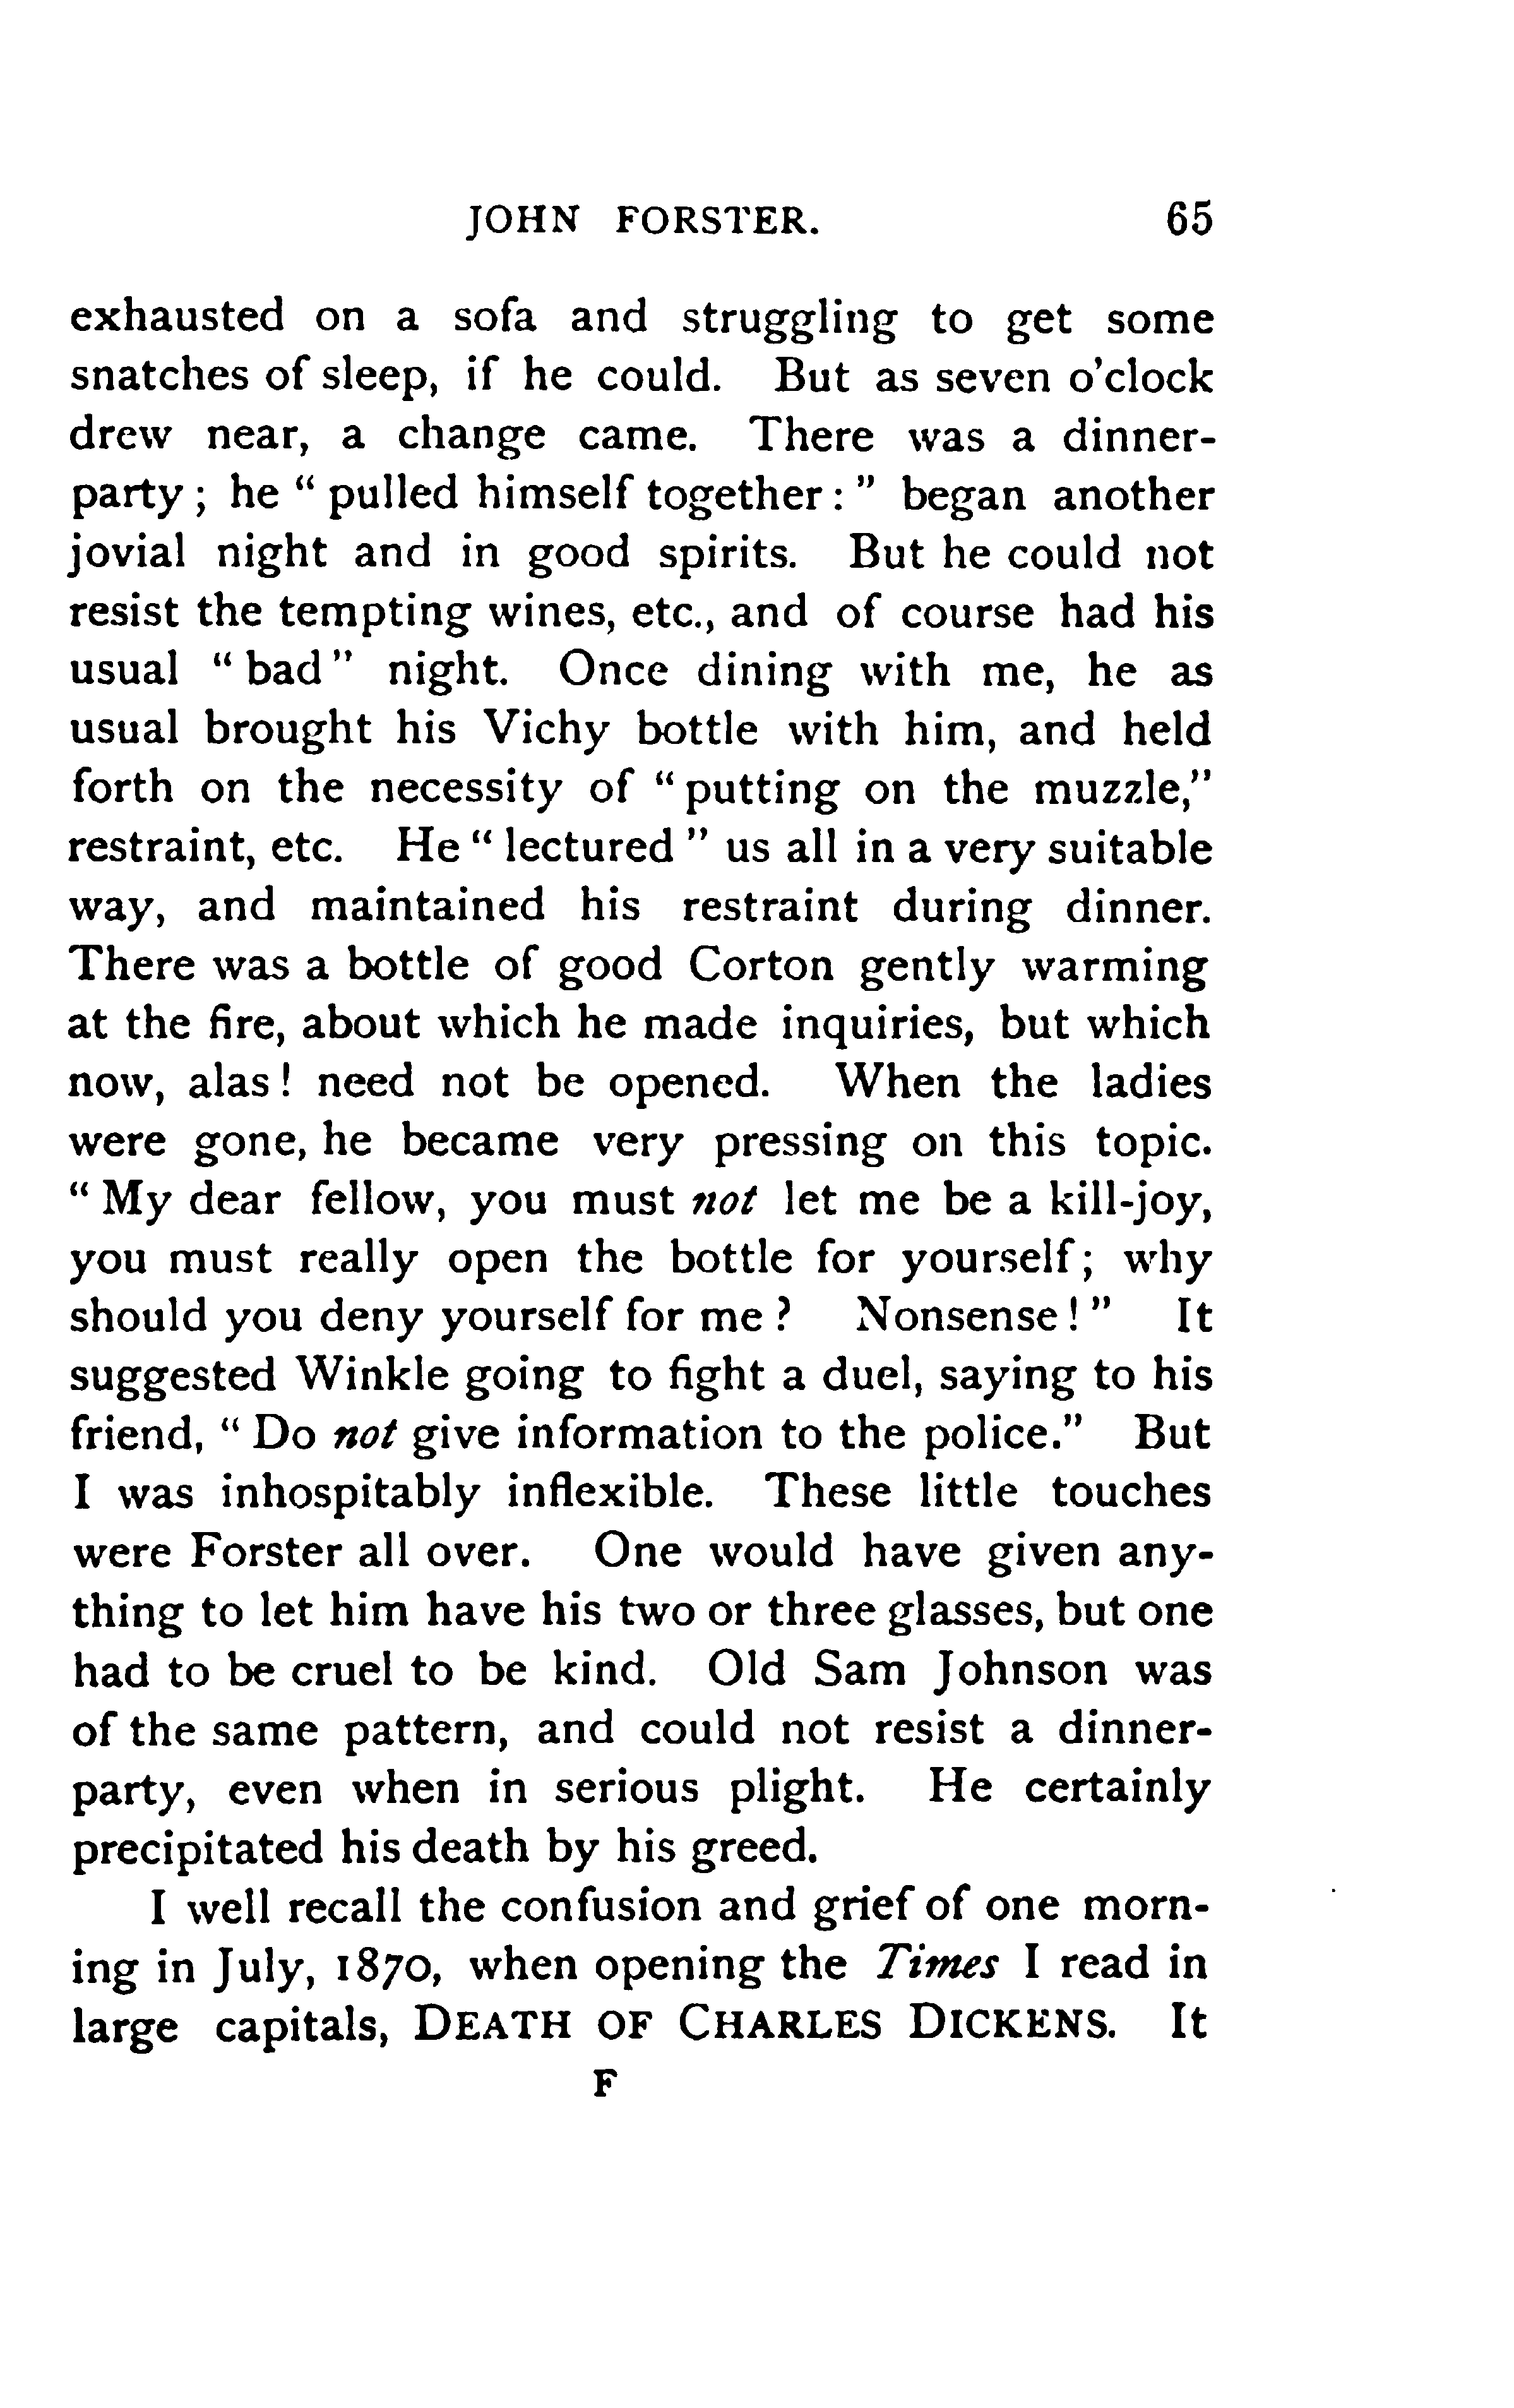 JOHN FORSTER. 65
exhausted on a sofa and struggling to get some
snatches of sleep, if he could. But as seven o'clock
drew near, a change came. There was a dinner-
party ; he “ pulled himself together : ” began another
jovial night and in good spirits. But he could not
resist the tempting wines, etc., and of course had his
usual “ bad ” night. Once dining with me, he as
usual brought his Vichy bottle with him, and held
forth on the necessity of “ putting on the muzzle,”
restraint, etc. He “ lectured ” us all in a very suitable
way, and maintained his restraint during dinner.
There was a bottle of good Corton gently warming
at the fire, about which he made inquiries, but which
now, alas ! need not be opened. When the ladies
were gone, he became very pressing on this topic.
“ My dear fellow, you must not let me be a kill-joy,
you must really open the bottle for yourself ; why
should you deny yourself for me ? Nonsense ! ” It
suggested Winkle going to fight a duel, saying to his
friend, “ Do not give information to the police.” But
I was inhospitably inflexible. These little touches
were Forster all over. One would have given any-
thing to let him have his two or three glasses, but one
had to be cruel to be kind. Old Sam Johnson was
of the same pattern, and could not resist a dinner-
party, even when in serious plight. He certainly
precipitated his death by his greed.
I well recall the confusion and grief of one morn-
ing in July, 1870, when opening the Times I read in
large capitals, DEATH OF CHARLES DICKENS. It
F